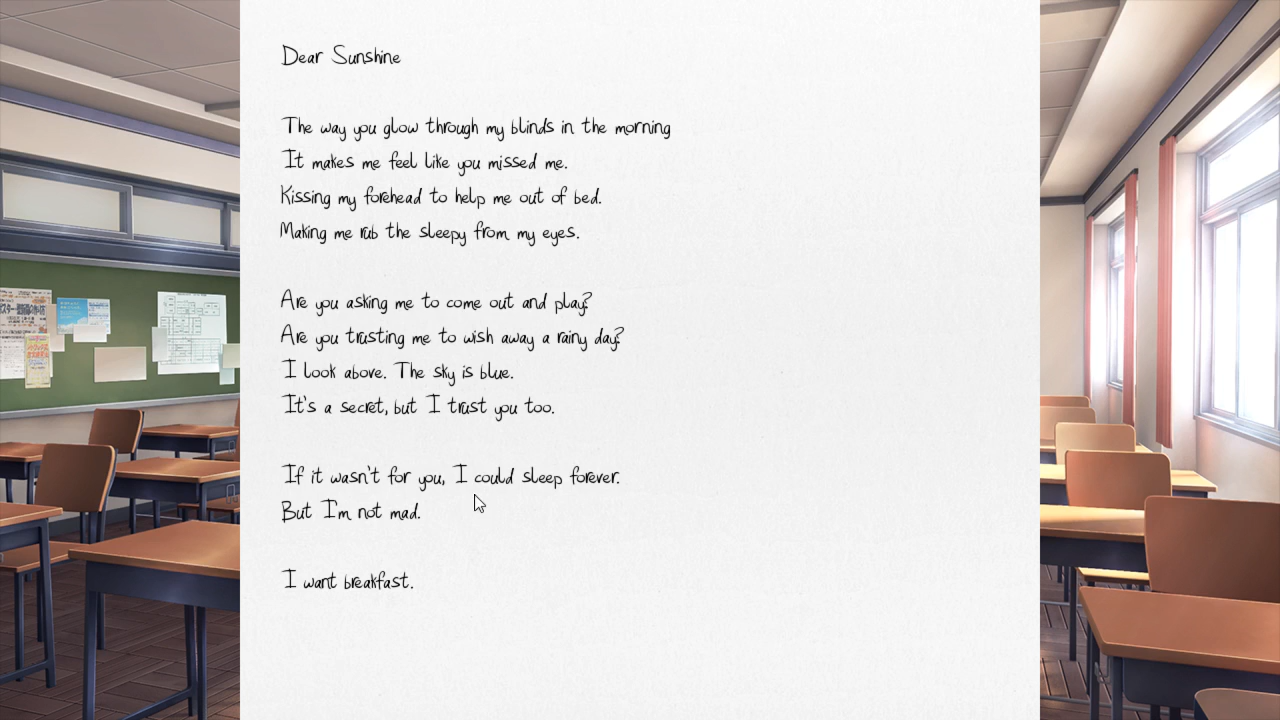 Dear Sunshine
The way you glow through my blinds in the morning
It makes me feel like you missed me.
Kissing my forehead to help me out of bed.
Making me rub the sleepy from my eyes.
Are you asking me to come out and play?
Are you trusting me to wish away a rainy day?
I look above. The sky is blue.
It's a secret, but I trust you too.
If it wasn't for you, I could sleep forever.
But I'm not mad.
I want breakfast.